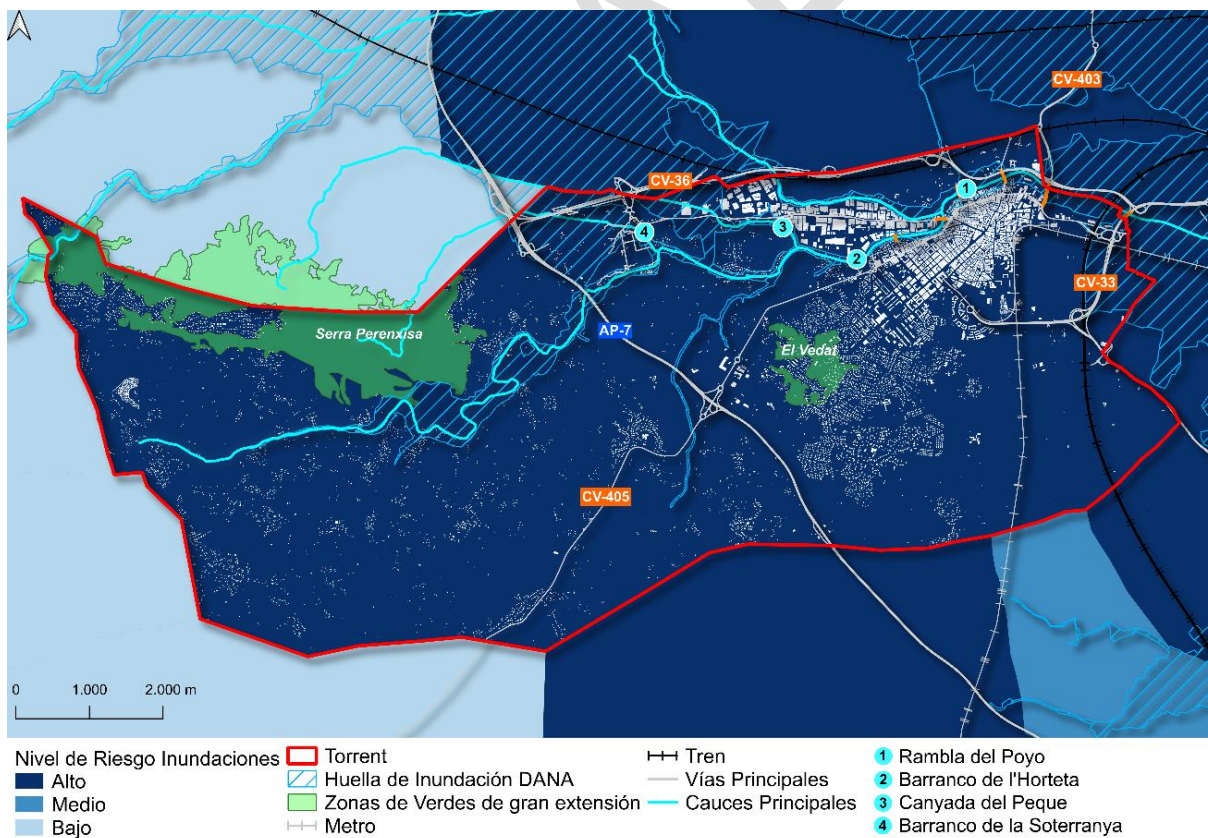 CV-403
CV-36
1
4
3
2
CV-33
AP-7
Serra Perenxisa
El Vedat
CV-405
0 1.000 2.000 m
Nivel de Riesgo Inundaciones
Alto
Medio
Bajo
Torrent
Huella de Inundación DANA
Zonas de Verdes de gran extensión
Metro
Tren
Vías Principales
Cauces Principales
1 Rambla del Poyo
2 Barranco de l'Horteta
3 Canyada del Peque
4 Barranco de la Soterranya